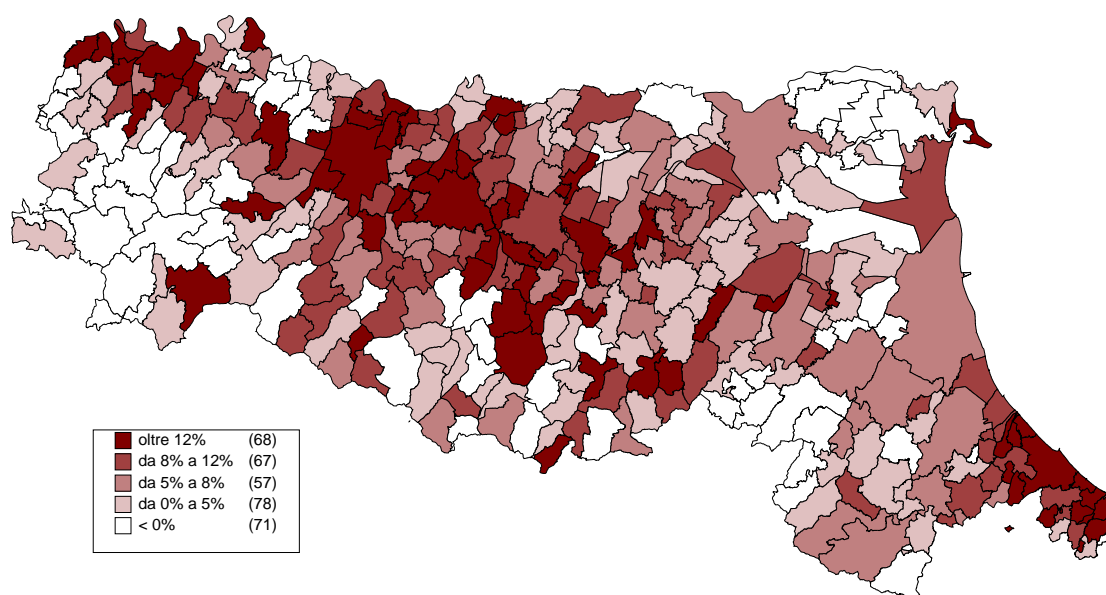 oltre 12% (68)
da 8% a 12% (67)
da 5% a 8% (57)
da 0% a 5% (78)
< 0% (71)